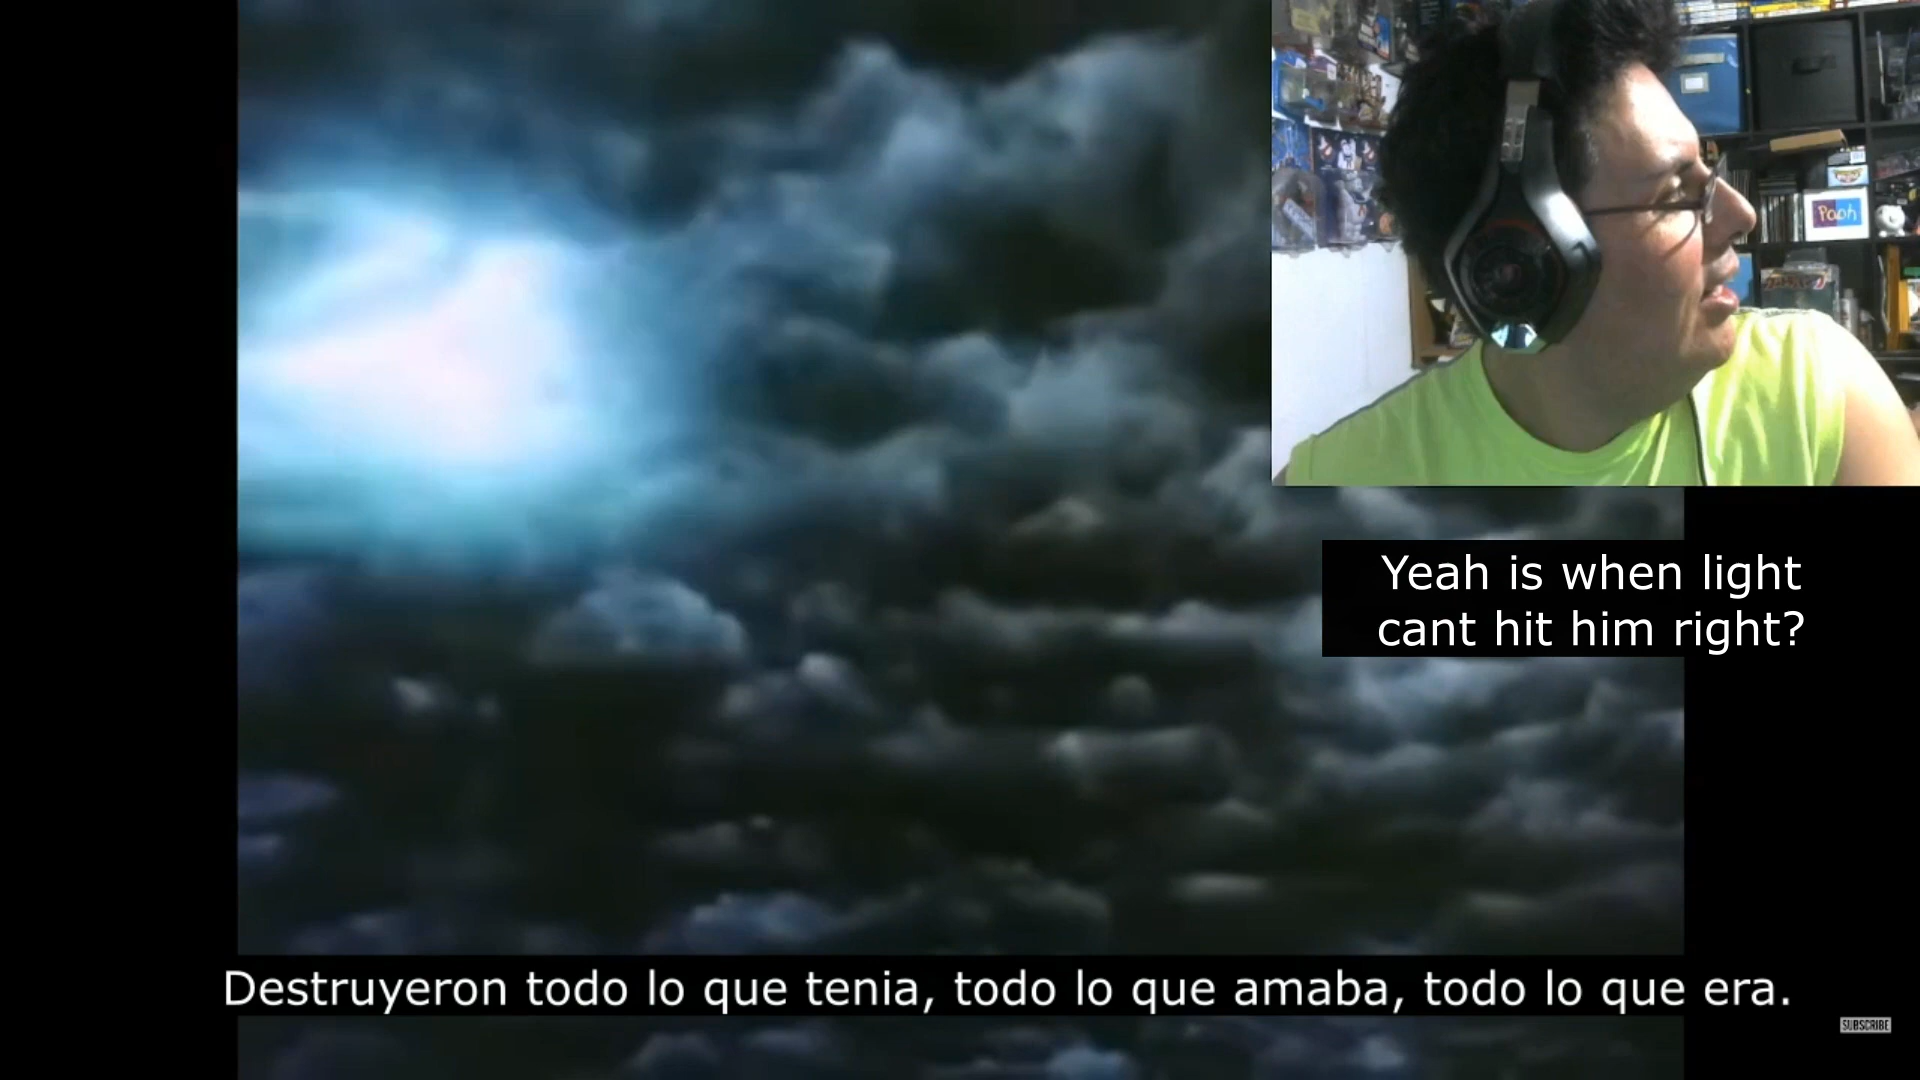 Pooh
Yeah is when light
cant hit him right?
Destruyeron todo lo que tenia, todo lo que amaba, todo lo que era.
SUBSCRIBE